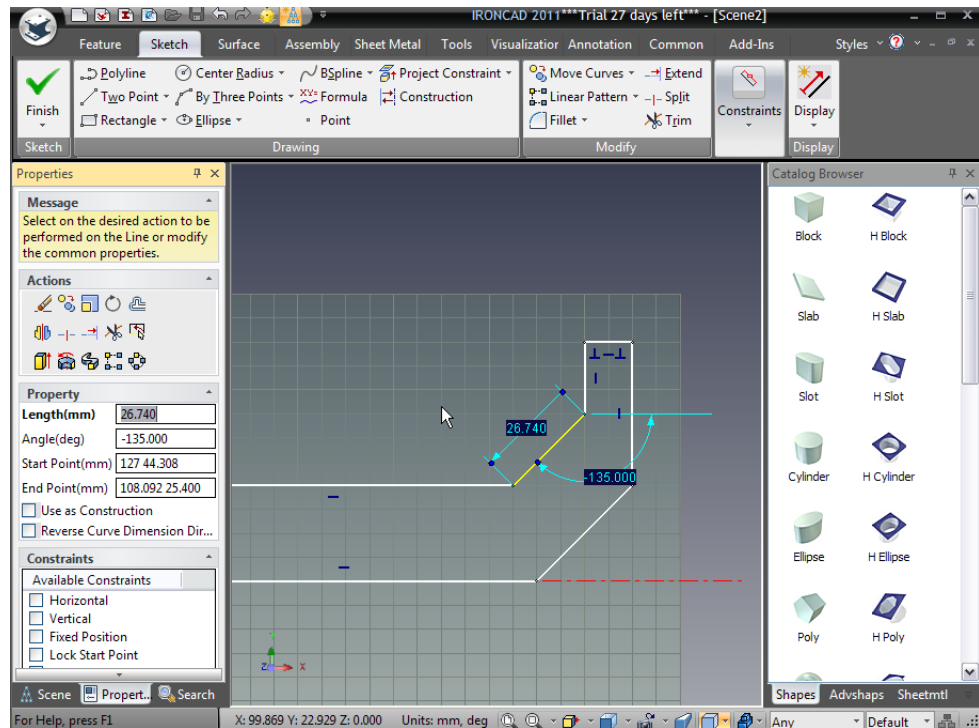 IRONCAD 2011***Trial 27 days left*** - [Scene2]
Feature Sketch Surface Assembly Sheet Metal Tools Visualization Annotation Common Add-Ins Styles
Polyline Center Radius BSpline Project Constraint Move Curves Extend
Two Point By Three Points XY= Formula Construction Linear Pattern Split
Finish Constraints Display
Rectangle Ellipse Point Fillet Trim
Sketch Drawing Modify Display
Properties
Message
Select on the desired action to be
performed on the Line or modify
the common properties.
Actions
Property
Length(mm) 26.740
Angle(deg) -135.000
Start Point(mm) 127 44.308
End Point(mm) 108.092 25.400
Use as Construction
Reverse Curve Dimension Dir...
Constraints
Available Constraints
Horizontal
Vertical
Fixed Position
Lock Start Point
Scene Propert... Search
26.740
-135.000
Z X
Catalog Browser
Block H Block
Slab H Slab
Slot H Slot
Cylinder H Cylinder
Ellipse H Ellipse
Poly H Poly
Shapes Advshaps Sheetmtl
For Help, press F1 X: 99.869 Y: 22.929 Z: 0.000 Units: mm, deg Any Default